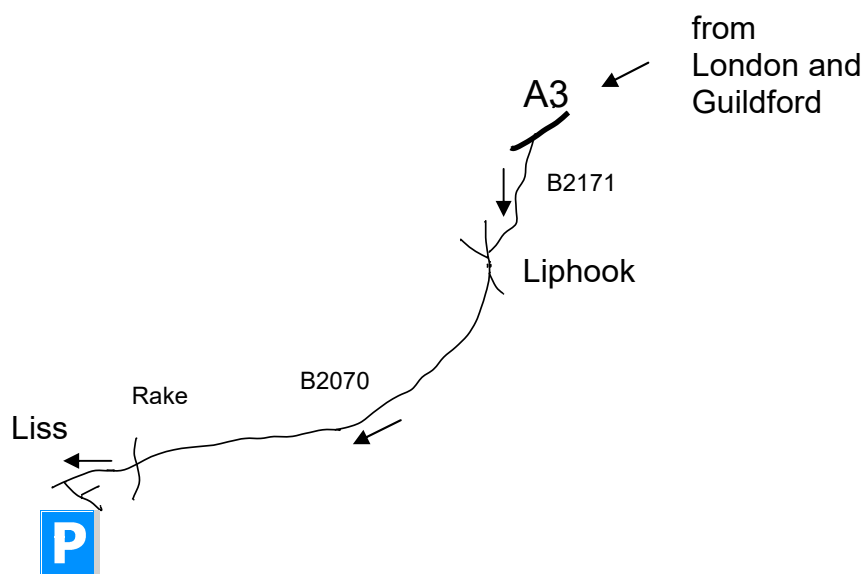 from
London and
Guildford
A3
B2171
Liphook
B2070
Rake
Liss
P